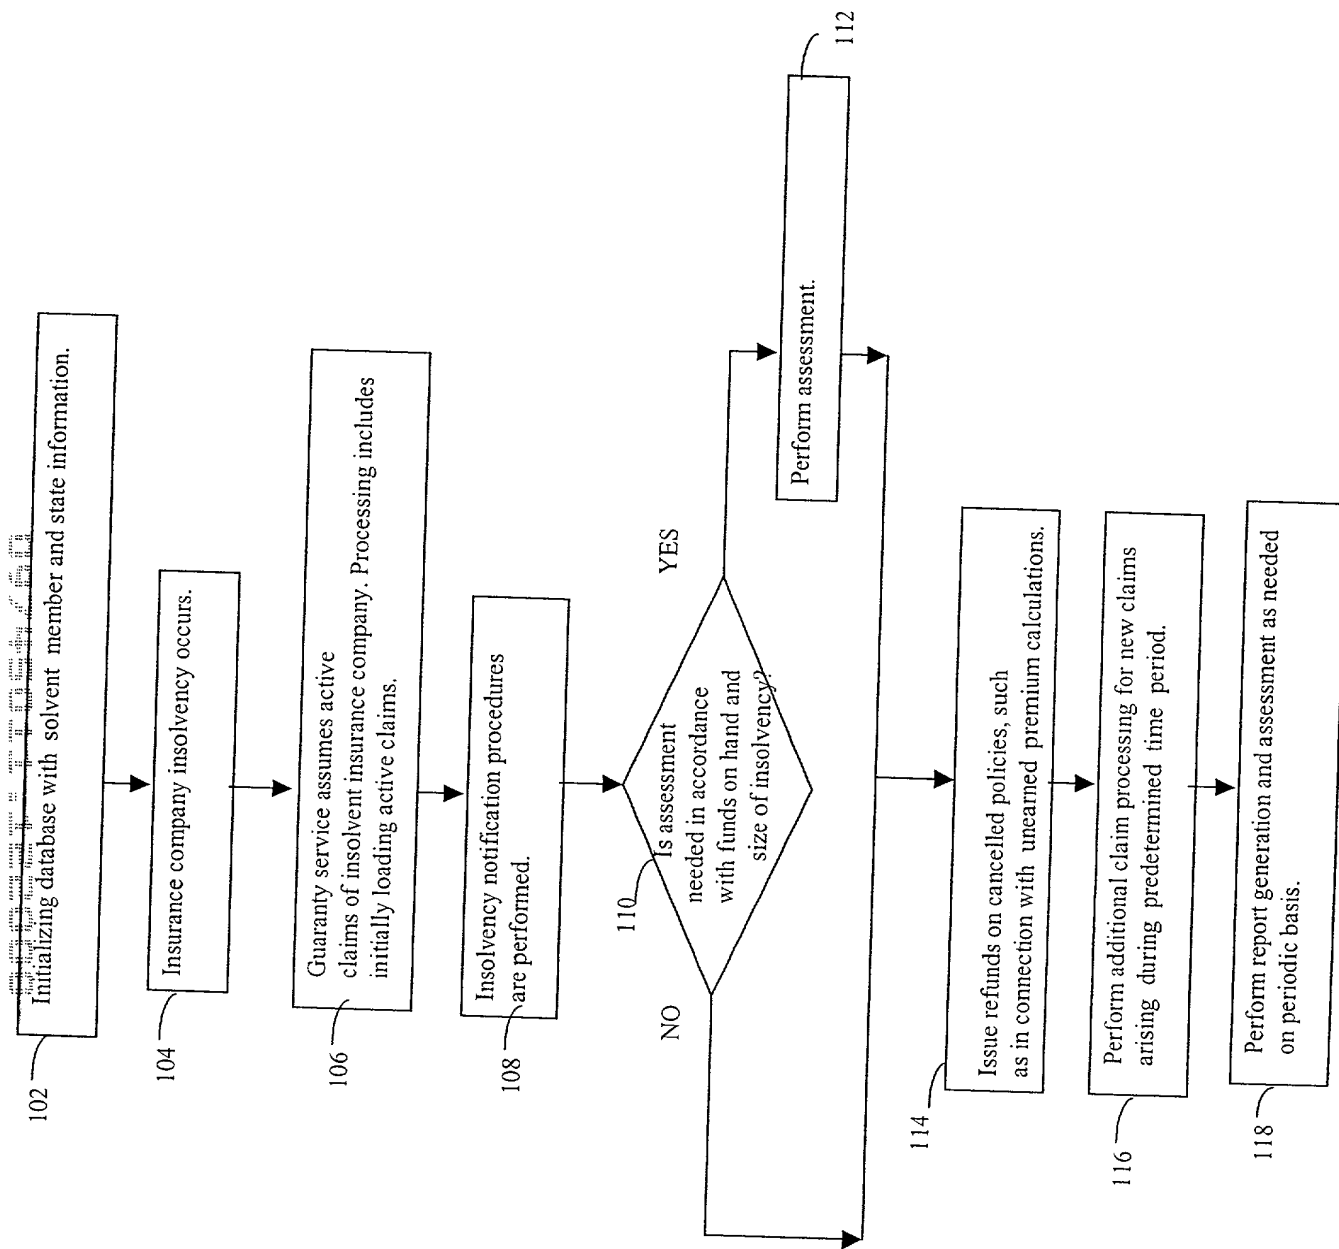 102
Initializing database with solvent member and state information.
104
Insurance company insolvency occurs.
106
Guaranty service assumes active
claims of insolvent insurance company. Processing includes
initially loading active claims.
108
Insolvency notification procedures
are performed.
110
Is assessment
needed in accordance
with funds on hand and
size of insolvency?
NO
YES
112
Perform assessment.
114
Issue refunds on cancelled policies, such
as in connection with unearned premium calculations.
116
Perform additional claim processing for new claims
arising during predetermined time period.
118
Perform report generation and assessment as needed
on periodic basis.